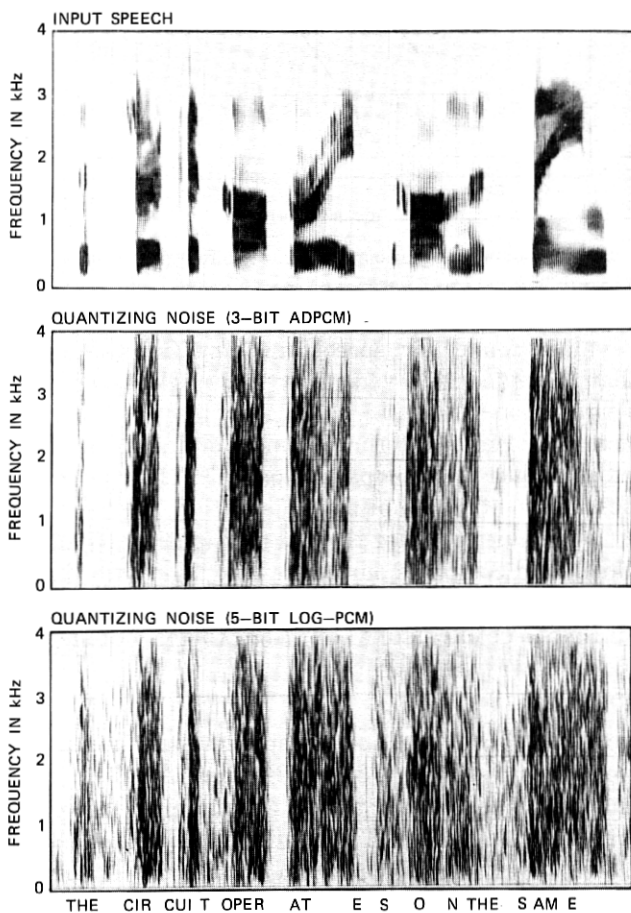 INPUT SPEECH
4
3
2
1
0
FREQUENCY IN kHz
QUANTIZING NOISE (3-BIT ADPCM)
4
3
2
1
0
FREQUENCY IN kHz
QUANTIZING NOISE (5-BIT LOG-PCM)
4
3
2
1
0
FREQUENCY IN kHz
THE CIR CUI T OPER AT E S O N THE S AM E